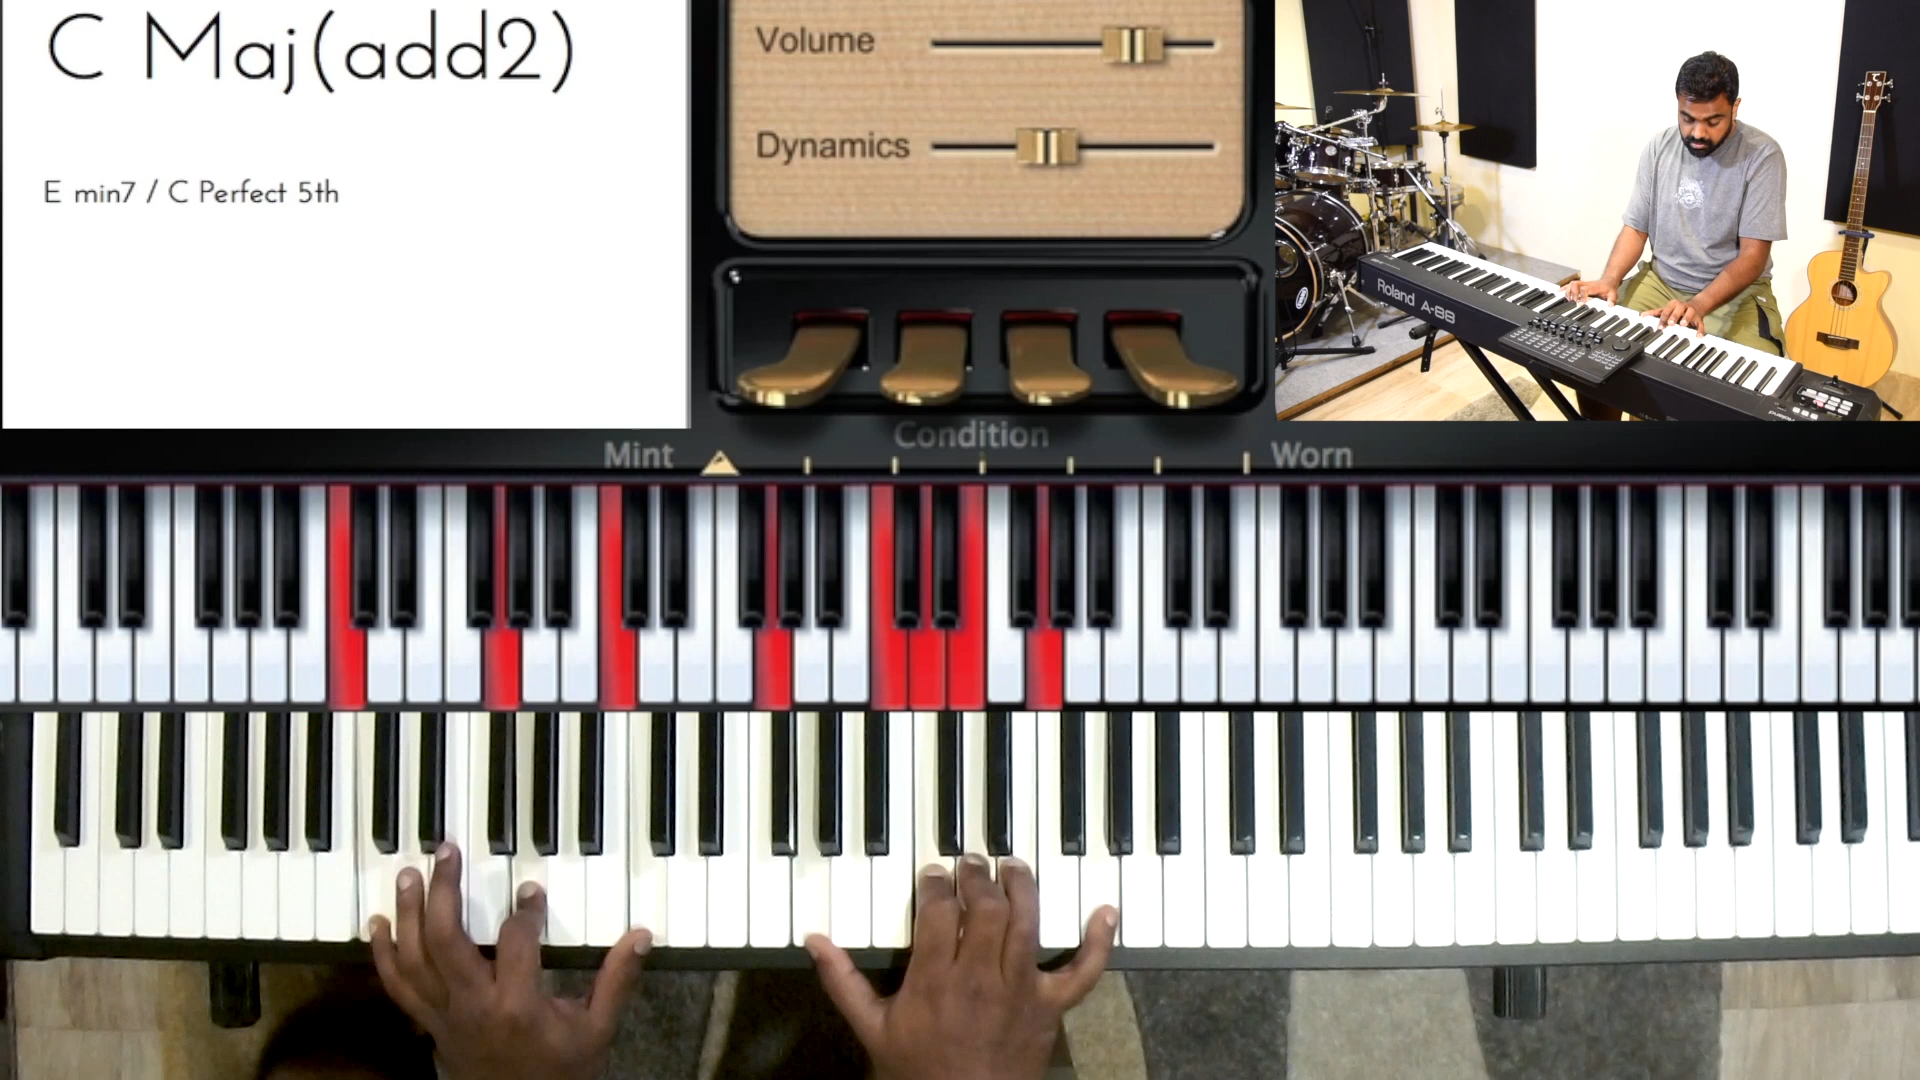 C Maj(add2)
E min7 / C Perfect 5th
Volume
Dynamics
Condition
Mint
Worn
Roland A-88